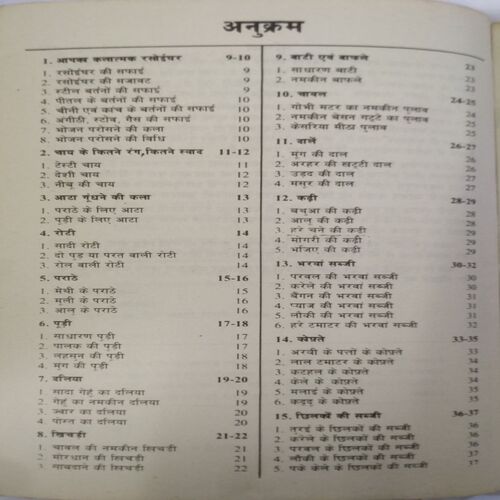 अनुक्रम
1. आपका कलात्मक रसोईघर 9-10
1. रसोईघर की सफाई 9
2. रसोईघर की सजावट 9
3. स्टील बर्तनों की सफाई 9
4. पीतल के बर्तनों की सफाई 10
5. चीनी एवं कांच के बर्तनों की सफाई 10
6. अंगीठी, स्टोव, गैस की सफाई 10
7. भोजन परोसने की कला 10
8. भोजन परोसने की विधि 10
2. चाय के कितने रंग, कितने स्वाद 11-12
1. टेस्टी चाय 11
2. देशी चाय 12
3. नींबू की चाय 12
3. आटा गूंधने की कला 13
1. पराठे के लिए आटा 13
2. पूड़ी के लिए आटा 13
4. रोटी 14
1. सादी रोटी 14
2. दो पुड़ या परत वाली रोटी 14
3. रोल वाली रोटी 14
5. पराठे 15-16
1. मेथी के पराठे 15
2. मूली के पराठे 16
3. आलू के पराठे 16
6. पूड़ी 17-18
1. साधारण पूड़ी 17
2. पालक की पूड़ी 17
3. लहसुन की पूड़ी 18
4. मूंग की पूड़ी 18
7. दलिया 19-20
1. सादा गेहूं का दलिया 19
2. गेहूं का नमकीन दलिया 19
3. ज्वार का दलिया 20
4. पोस्त का दलिया 20
8. खिचड़ी 21-22
1. चावल की नमकीन खिचड़ी 21
2. मोरधान की खिचड़ी 21
3. साबूदाने की खिचड़ी 22
9. बाटी एवं बाफले 23
1. साधारण बाटी 23
2. नमकीन बाफले 23
10. चावल 24-25
1. गोभी मटर का नमकीन पुलाव 24
2. नमकीन बेसन गट्टे का पुलाव 25
3. केसरिया मीठा पुलाव 25
11. दालें 26-27
1. मूंग की दाल 26
2. अरहर की खट्टी दाल 26
3. उड़द की दाल 27
4. मसूर की दाल 27
12. कढ़ी 28-29
1. बथुआ की कढ़ी 28
2. आलू की कढ़ी 28
3. हरे चने की कढ़ी 29
4. मोगरी की कढ़ी 29
5. भजिए की कढ़ी 29
13. भरवां सब्जी 30-32
1. परवल की भरवां सब्जी 30
2. करेले की भरवां सब्जी 30
3. बैंगन की भरवां सब्जी 31
4. प्याज की भरवां सब्जी 31
5. लौकी की भरवां सब्जी 31
6. हरे टमाटर की भरवां सब्जी 32
14. कोफ्ते 33-35
1. अरवी के पत्तों के कोफ्ते 33
2. लाल टमाटर के कोफ्ते 34
3. कटहल के कोफ्ते 34
4. केले के कोफ्ते 34
5. मलाई के कोफ्ते 35
6. कद्दू के कोफ्ते 35
15. छिलकों की सब्जी 36-37
1. तुरई के छिलकों की सब्जी 36
2. करेले के छिलकों की सब्जी 36
3. परवल के छिलकों की सब्जी 36
4. लौकी के छिलकों की सब्जी 37
5. पके केले के छिलकों की सब्जी 37